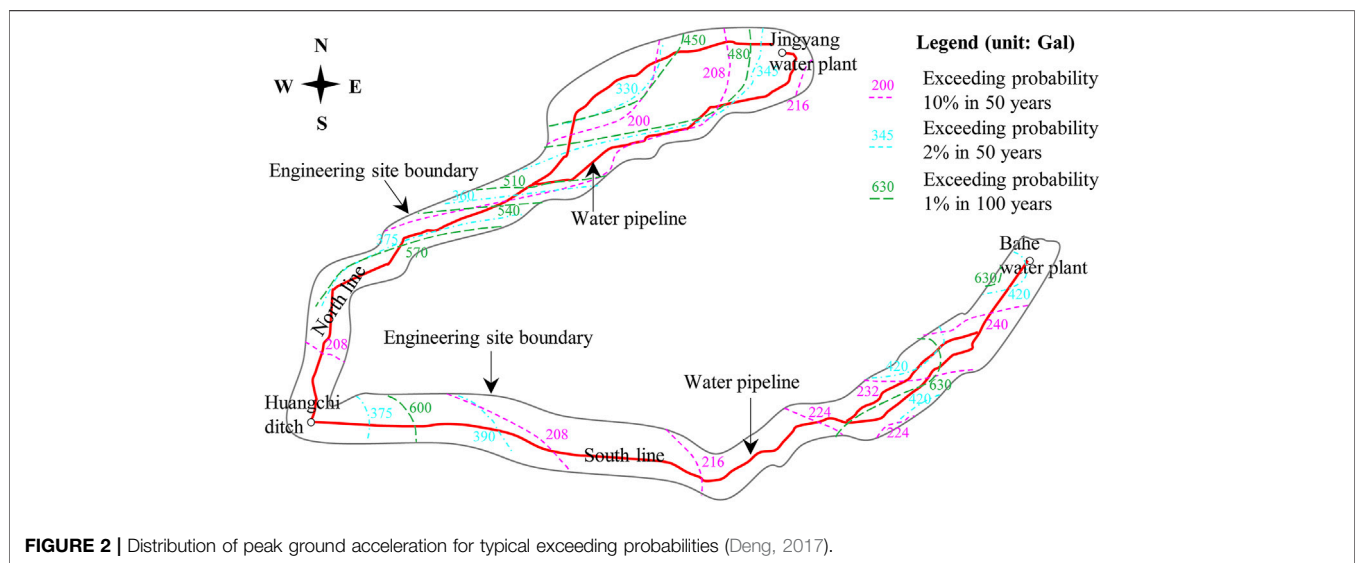 N
W E
S
Legend (unit: Gal)
200
Exceeding probability
10% in 50 years
345
Exceeding probability
2% in 50 years
630
Exceeding probability
1% in 100 years
450
Jingyang
water plant
480
208
345
330
216
200
Engineering site boundary
510
360
540
Water pipeline
375
570
North line
208
Huangchi
ditch
Engineering site boundary
375
600
390
208
South line
216
Water pipeline
224
232
420
630
420
224
Bahe
water plant
630
420
240
FIGURE 2 | Distribution of peak ground acceleration for typical exceeding probabilities (Deng, 2017).